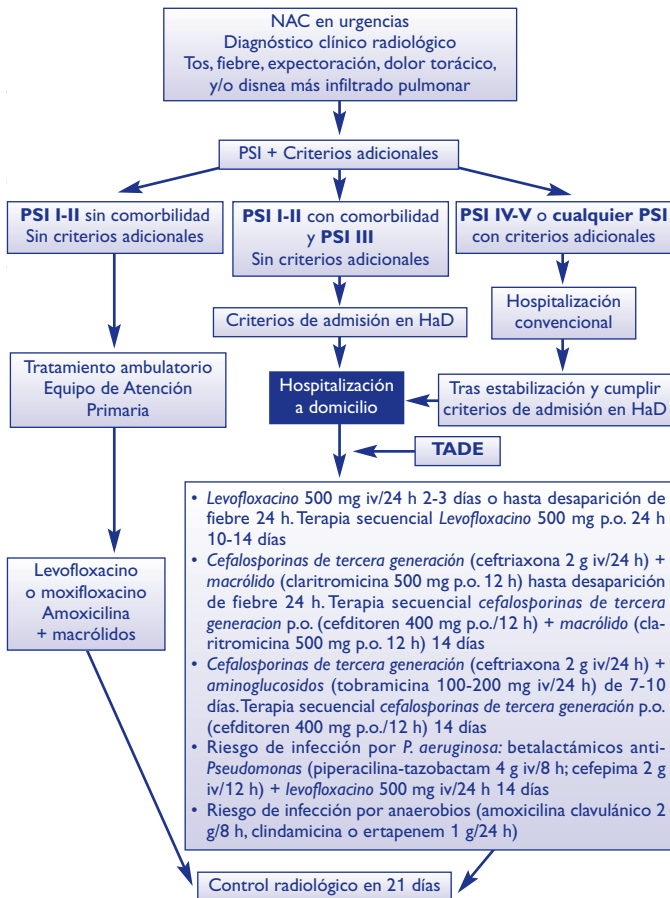 NAC en urgencias
Diagnóstico clínico radiológico
Tos, fiebre, expectoración, dolor torácico,
y/o disnea más infiltrado pulmonar
PSI + Criterios adicionales
PSI I-II sin comorbilidad
Sin criterios adicionales
PSI I-II con comorbilidad
y PSI III
Sin criterios adicionales
PSI IV-V o cualquier PSI
con criterios adicionales
Criterios de admisión en HaD
Hospitalización
convencional
Tratamiento ambulatorio
Equipo de Atención
Primaria
Hospitalización
a domicilio
Tras estabilización y cumplir
criterios de admisión en HaD
TADE
• Levofloxacino 500 mg iv/24 h 2-3 días o hasta desaparición de
fiebre 24 h. Terapia secuencial Levofloxacino 500 mg p.o. 24 h
10-14 días
• Cefalosporinas de tercera generación (ceftriaxona 2 g iv/24 h) +
macrólido (claritromicina 500 mg p.o. 12 h) hasta desaparición
de fiebre 24 h. Terapia secuencial cefalosporinas de tercera
generacion p.o. (cefditoren 400 mg p.o./12 h) + macrólido (cla-
ritromicina 500 mg p.o. 12 h) 14 días
• Cefalosporinas de tercera generación (ceftriaxona 2 g iv/24 h) +
aminoglucosidos (tobramicina 100-200 mg iv/24 h) de 7-10
días. Terapia secuencial cefalosporinas de tercera generación p.o.
(cefditoren 400 mg p.o./12 h) 14 días
• Riesgo de infección por P. aeruginosa: betalactámicos anti-
Pseudomonas (piperacilina-tazobactam 4 g iv/8 h; cefepima 2 g
iv/12 h) + levofloxacino 500 mg iv/24 h 14 días
• Riesgo de infección por anaerobios (amoxicilina clavulánico 2
g/8 h, clindamicina o ertapenem 1 g/24 h)
Levofloxacino
o moxifloxacino
Amoxicilina
+ macrólidos
Control radiológico en 21 días